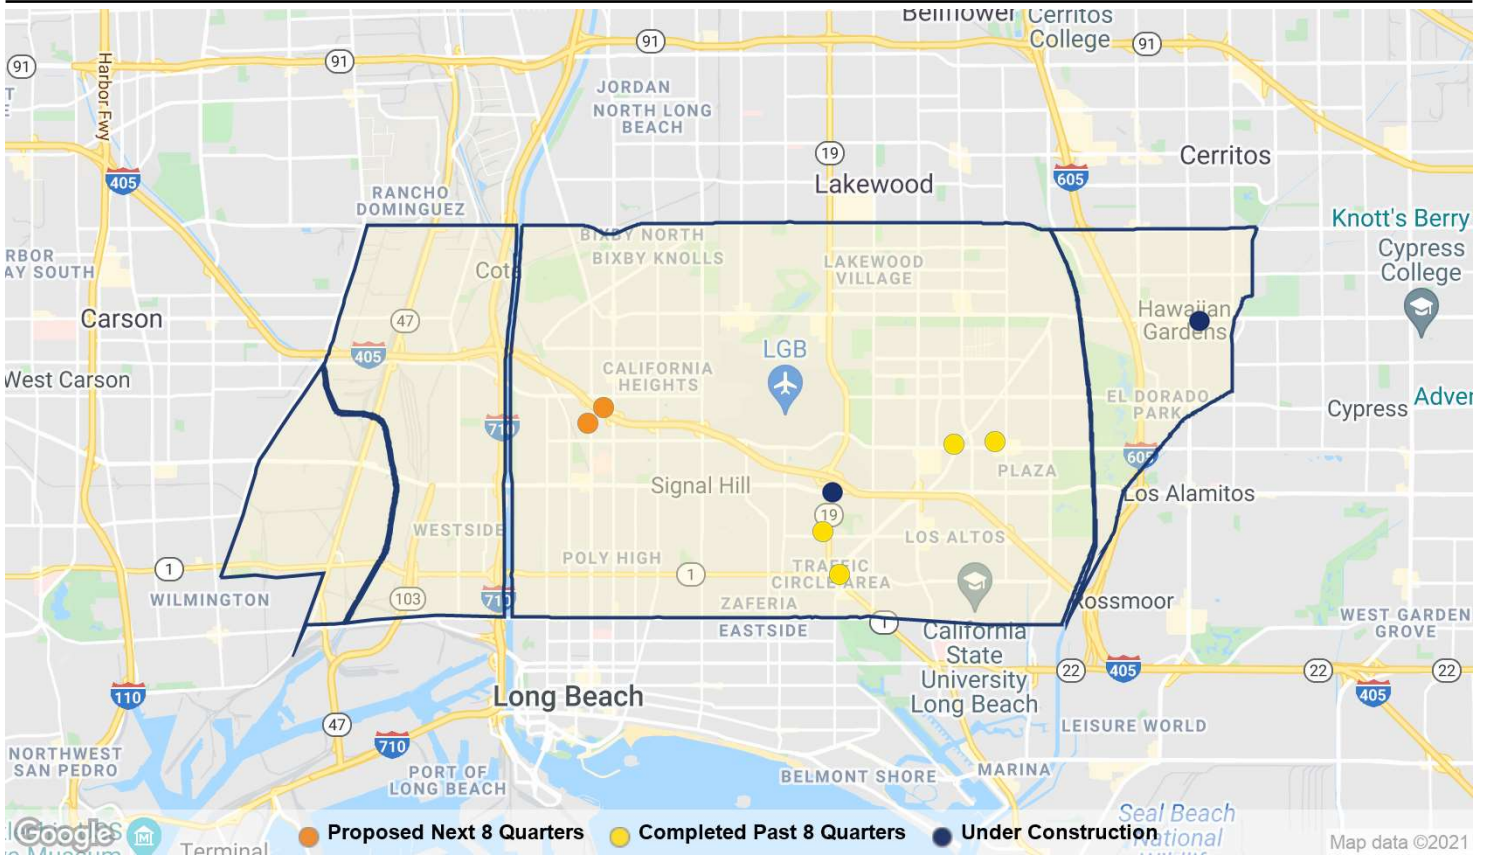 Bellflower
Cerritos
College
91
91
91
91
Harbor Fwy
JORDAN
NORTH LONG
BEACH
19
Cerritos
405
Lakewood
605
RANCHO
DOMINGUEZ
Knott's Berry
Cypress
College
RBOR
AY SOUTH
BIXBY NORTH
BIXBY KNOLLS
LAKEWOOD
VILLAGE
Cot
Hawaiian
Gardens
Carson
47
405
LGB
CALIFORNIA
HEIGHTS
West Carson
EL DORADO
PARK
Cypress
Adven
710
605
PLAZA
Signal Hill
Los Alamitos
19
WESTSIDE
LOS ALTOS
POLY HIGH
TRAFFIC
CIRCLE AREA
1
1
WILMINGTON
103
710
ZAFERIA
EASTSIDE
1
Rossmoor
WEST GARDEN
GROVE
California
State
University
Long Beach
22
405
22
22
405
110
Long Beach
47
710
LEISURE WORLD
NORTHWEST
SAN PEDRO
PORT OF
LONG BEACH
BELMONT SHORE
MARINA
Seal Beach
National
Google
Terminal
Proposed Next 8 Quarters
Completed Past 8 Quarters
Under Construction
Map data ©2021